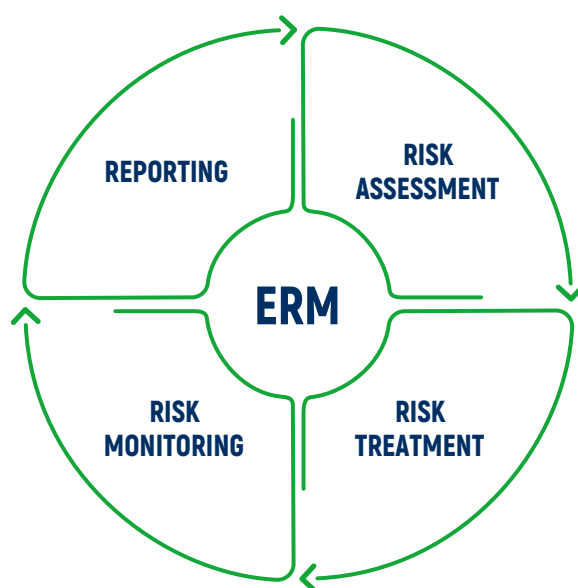 REPORTING
RISK
ASSESSMENT
ERM
RISK
MONITORING
RISK
TREATMENT